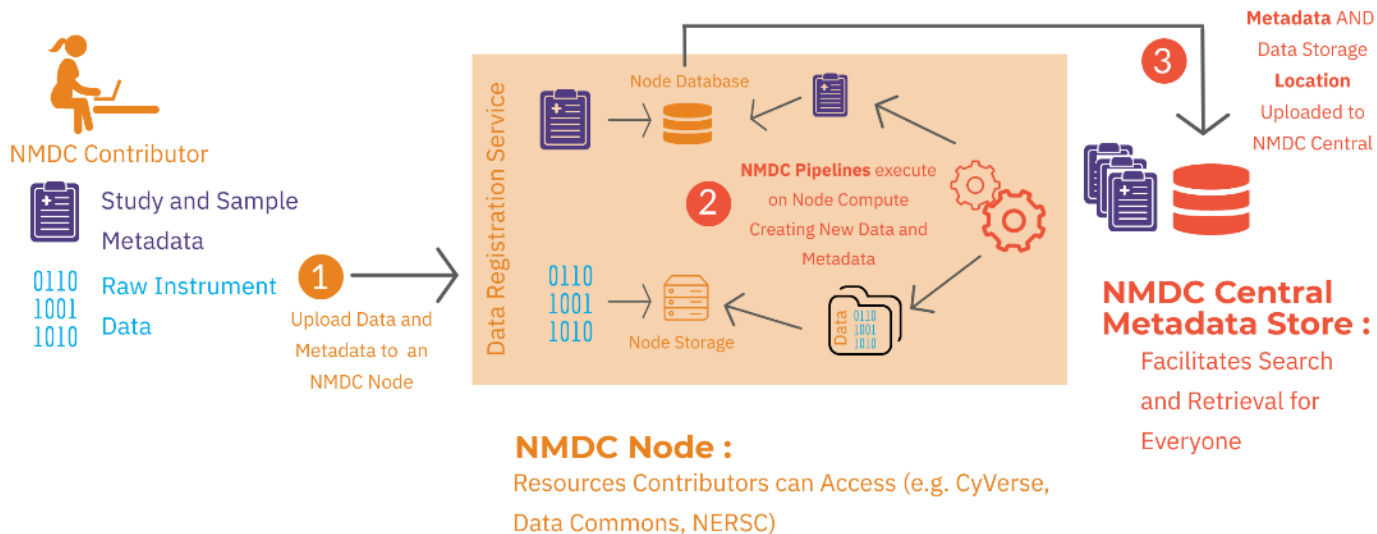 NMDC Contributor
Study and Sample
Metadata
0110
1001
1010
Raw Instrument
Data
1
Upload Data and
Metadata to an
NMDC Node
Data Registration Service
Node Database
2
NMDC Pipelines execute
on Node Compute
Creating New Data and
Metadata
0110
1001
1010
Node Storage
Data
0110
1001
1010
NMDC Node :
Resources Contributors can Access (e.g. CyVerse,
Data Commons, NERSC)
3
Metadata AND
Data Storage
Location
Uploaded to
NMDC Central
NMDC Central
Metadata Store :
Facilitates Search
and Retrieval for
Everyone